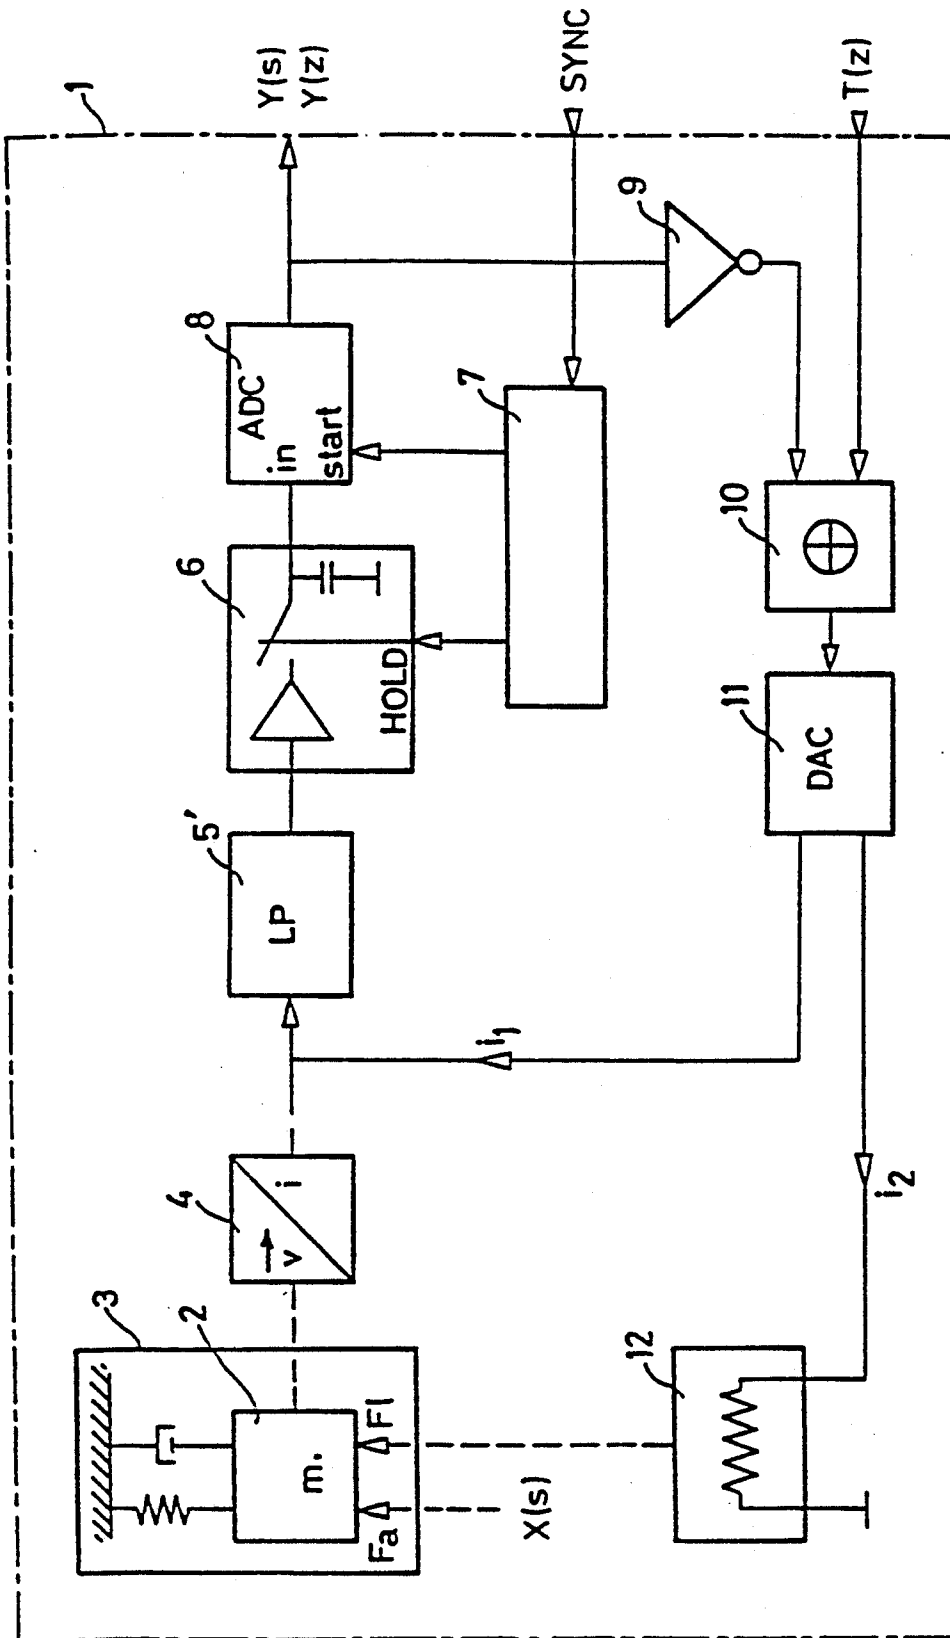 1
Y(s)
Y(z)
SYNC
T(z)
9
8
ADC
in
start
7
6
HOLD
10
11
DAC
5'
LP
i1
i2
4
v
i
3
2
m.
Fa
Fl
X(s)
12